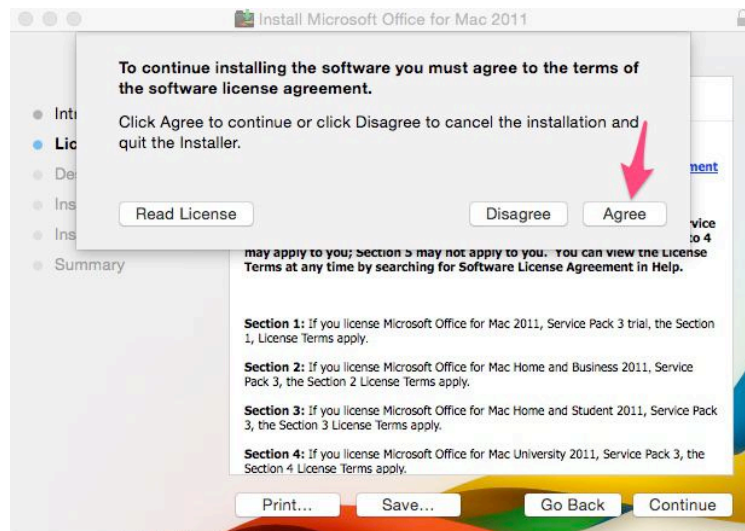 Install Microsoft Office for Mac 2011
To continue installing the software you must agree to the terms of
the software license agreement.
Click Agree to continue or click Disagree to cancel the installation and
quit the Installer.
Read License
Disagree
Agree
Lic
De
Ins
Ins
Summary
may apply to you; Section 5 may not apply to you. You can view the License
Terms at any time by searching for Software License Agreement in Help.
Section 1: If you license Microsoft Office for Mac 2011, Service Pack 3 trial, the Section
1, License Terms apply.
Section 2: If you license Microsoft Office for Mac Home and Business 2011, Service
Pack 3, the Section 2 License Terms apply.
Section 3: If you license Microsoft Office for Mac Home and Student 2011, Service Pack
3, the Section 3 License Terms apply.
Section 4: If you license Microsoft Office for Mac University 2011, Service Pack 3, the
Section 4 License Terms apply.
Print...
Save...
Go Back
Continue